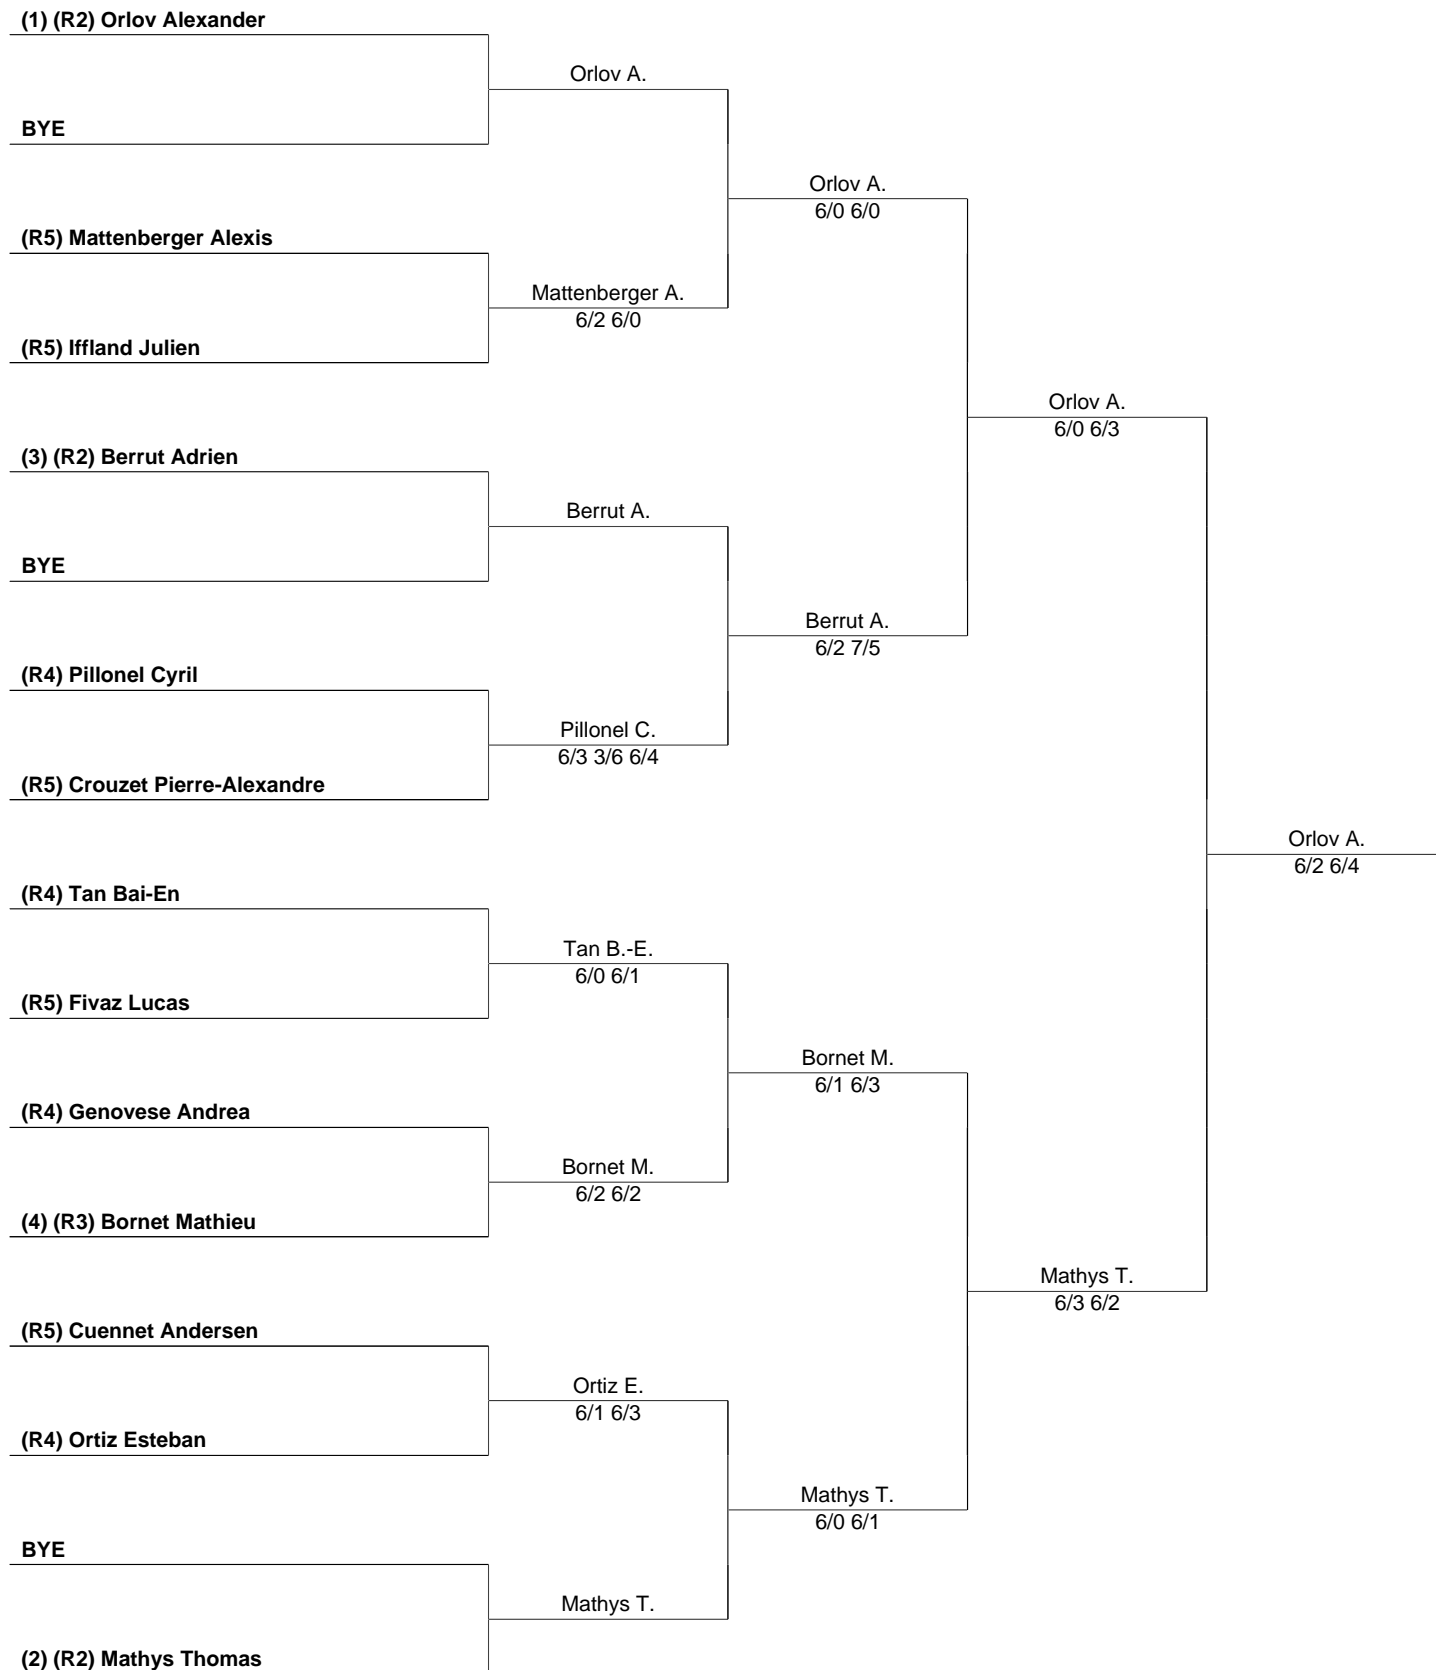 (1) (R2) Orlov Alexander
Orlov A.
BYE
Orlov A.
6/0 6/0
(R5) Mattenberger Alexis
Mattenberger A.
6/2 6/0
(R5) Iffland Julien
Orlov A.
6/0 6/3
(3) (R2) Berrut Adrien
Berrut A.
BYE
Berrut A.
6/2 7/5
(R4) Pillonel Cyril
Pillonel C.
6/3 3/6 6/4
(R5) Crouzet Pierre-Alexandre
Orlov A.
6/2 6/4
(R4) Tan Bai-En
Tan B.-E.
6/0 6/1
(R5) Fivaz Lucas
Bornet M.
6/1 6/3
(R4) Genovese Andrea
Bornet M.
6/2 6/2
(4) (R3) Bornet Mathieu
Mathys T.
6/3 6/2
(R5) Cuennet Andersen
Ortiz E.
6/1 6/3
(R4) Ortiz Esteban
Mathys T.
6/0 6/1
BYE
Mathys T.
(2) (R2) Mathys Thomas